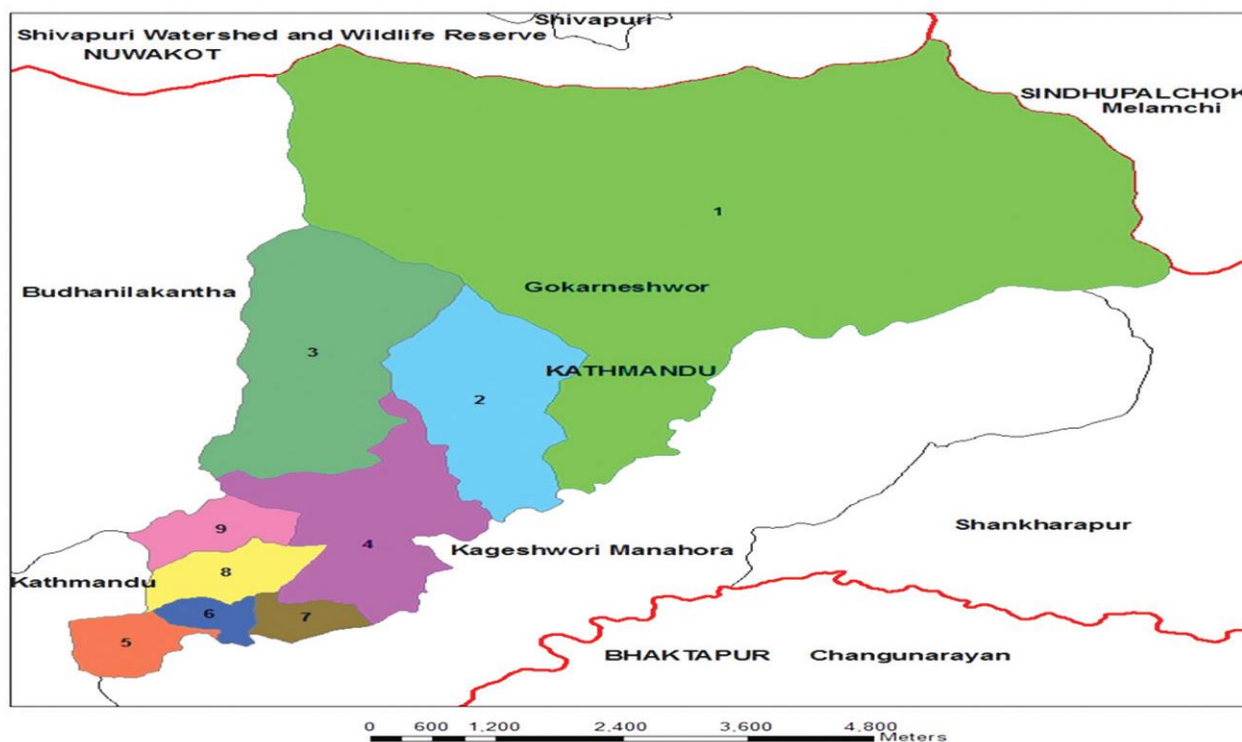 Shivapuri
Shivapuri Watershed and Wildlife Reserve
NUWAKOT
SINDHUPALCHOK
Melamchi
1
Budhanilakantha
Gokarneshwor
3
KATHMANDU
2
9
Shankharapur
4
Kageshwori Manahora
8
Kathmandu
6
7
5
BHAKTAPUR Changunarayan
0 600 1,200 2,400 3,600 4,800
Meters